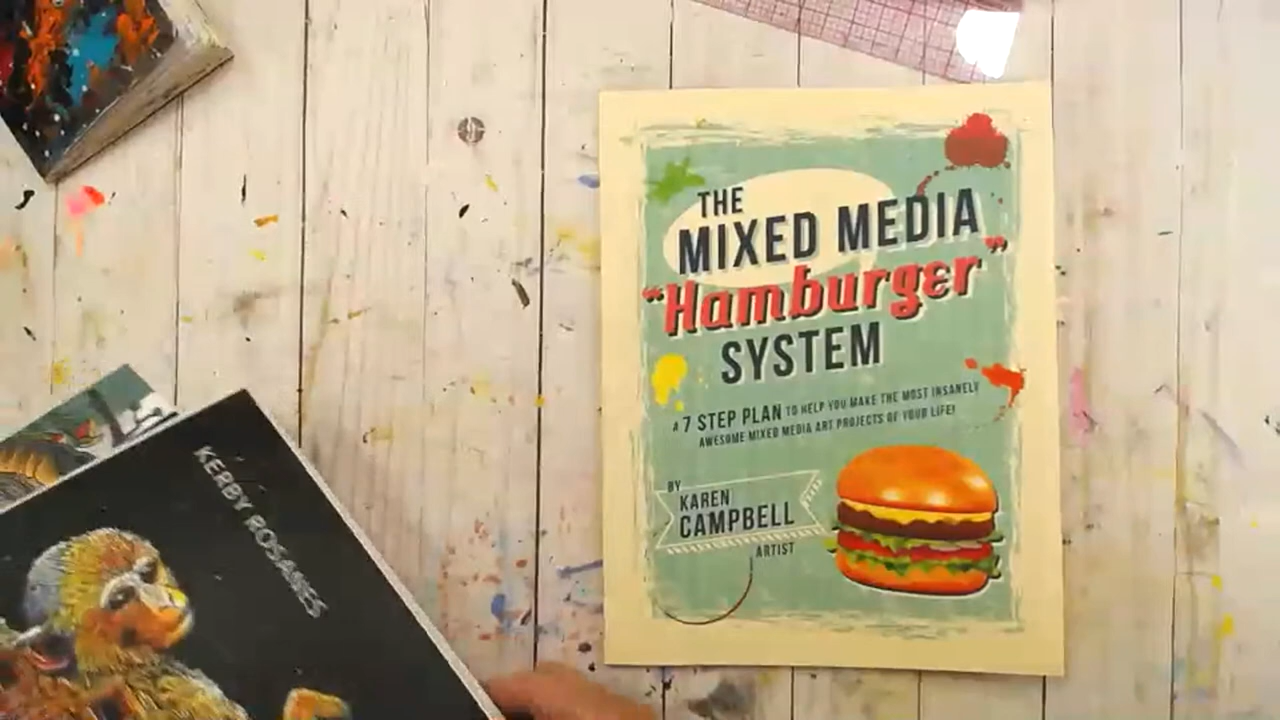 THE
MIXED MEDIA
"Hamburger"
SYSTEM
A 7 STEP PLAN TO HELP YOU MAKE THE MOST INSANELY
AWESOME MIXED MEDIA ART PROJECTS OF YOUR LIFE!
BY
KAREN
CAMPBELL
ARTIST
KERBY ROSANES